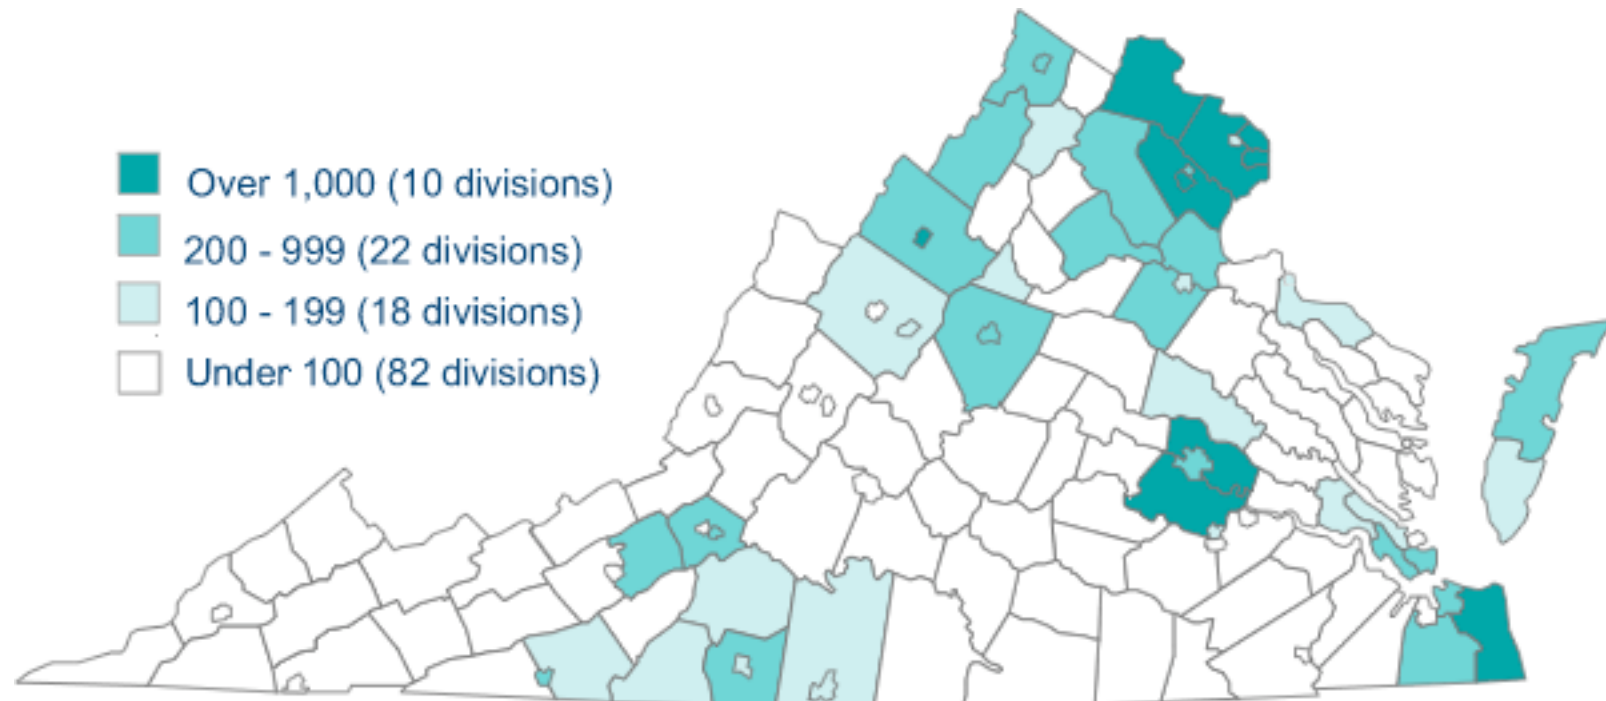 Over 1,000 (10 divisions)
200 - 999 (22 divisions)
100 - 199 (18 divisions)
Under 100 (82 divisions)